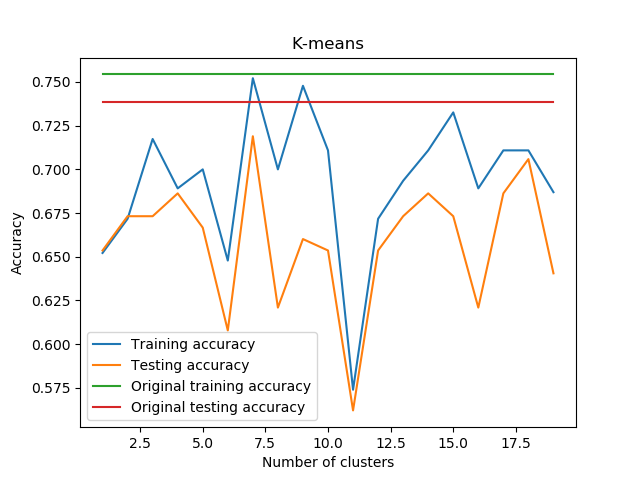 K-means
0.750
0.725
0.700
0.675
0.650
0.625
0.600
0.575
Accuracy
Training accuracy
Testing accuracy
Original training accuracy
Original testing accuracy
2.5 5.0 7.5 10.0 12.5 15.0 17.5
Number of clusters